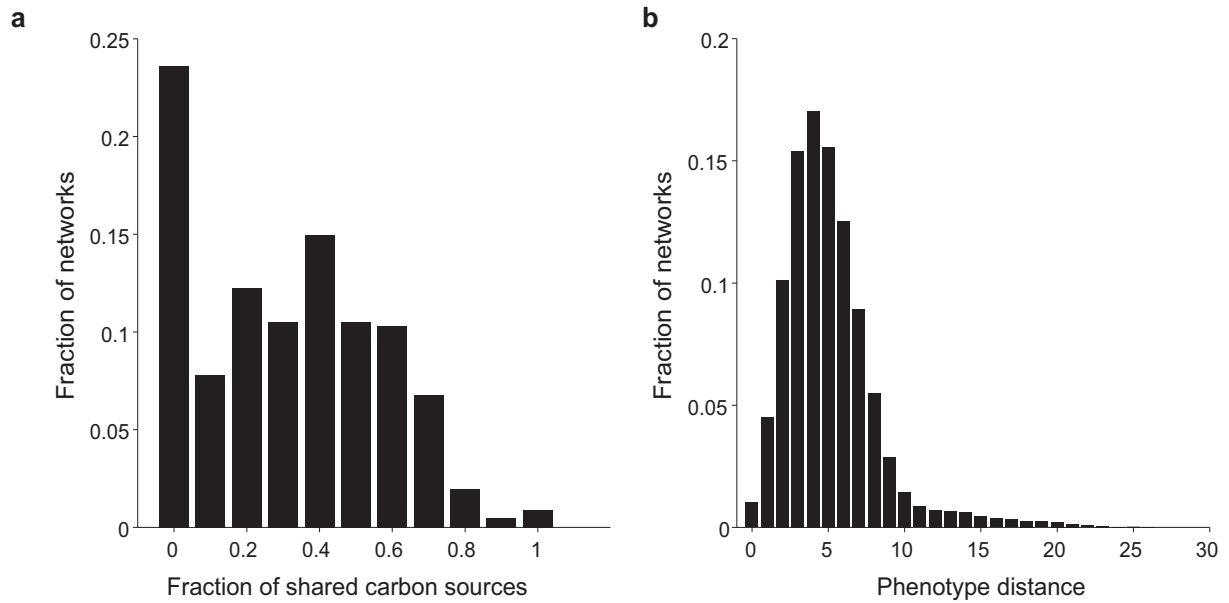 a
0.25
0.2
0.15
0.1
0.05
0
Fraction of networks
0 0.2 0.4 0.6 0.8 1
Fraction of shared carbon sources
b
0.2
0.15
0.1
0.05
0
Fraction of networks
0 5 10 15 20 25 30
Phenotype distance